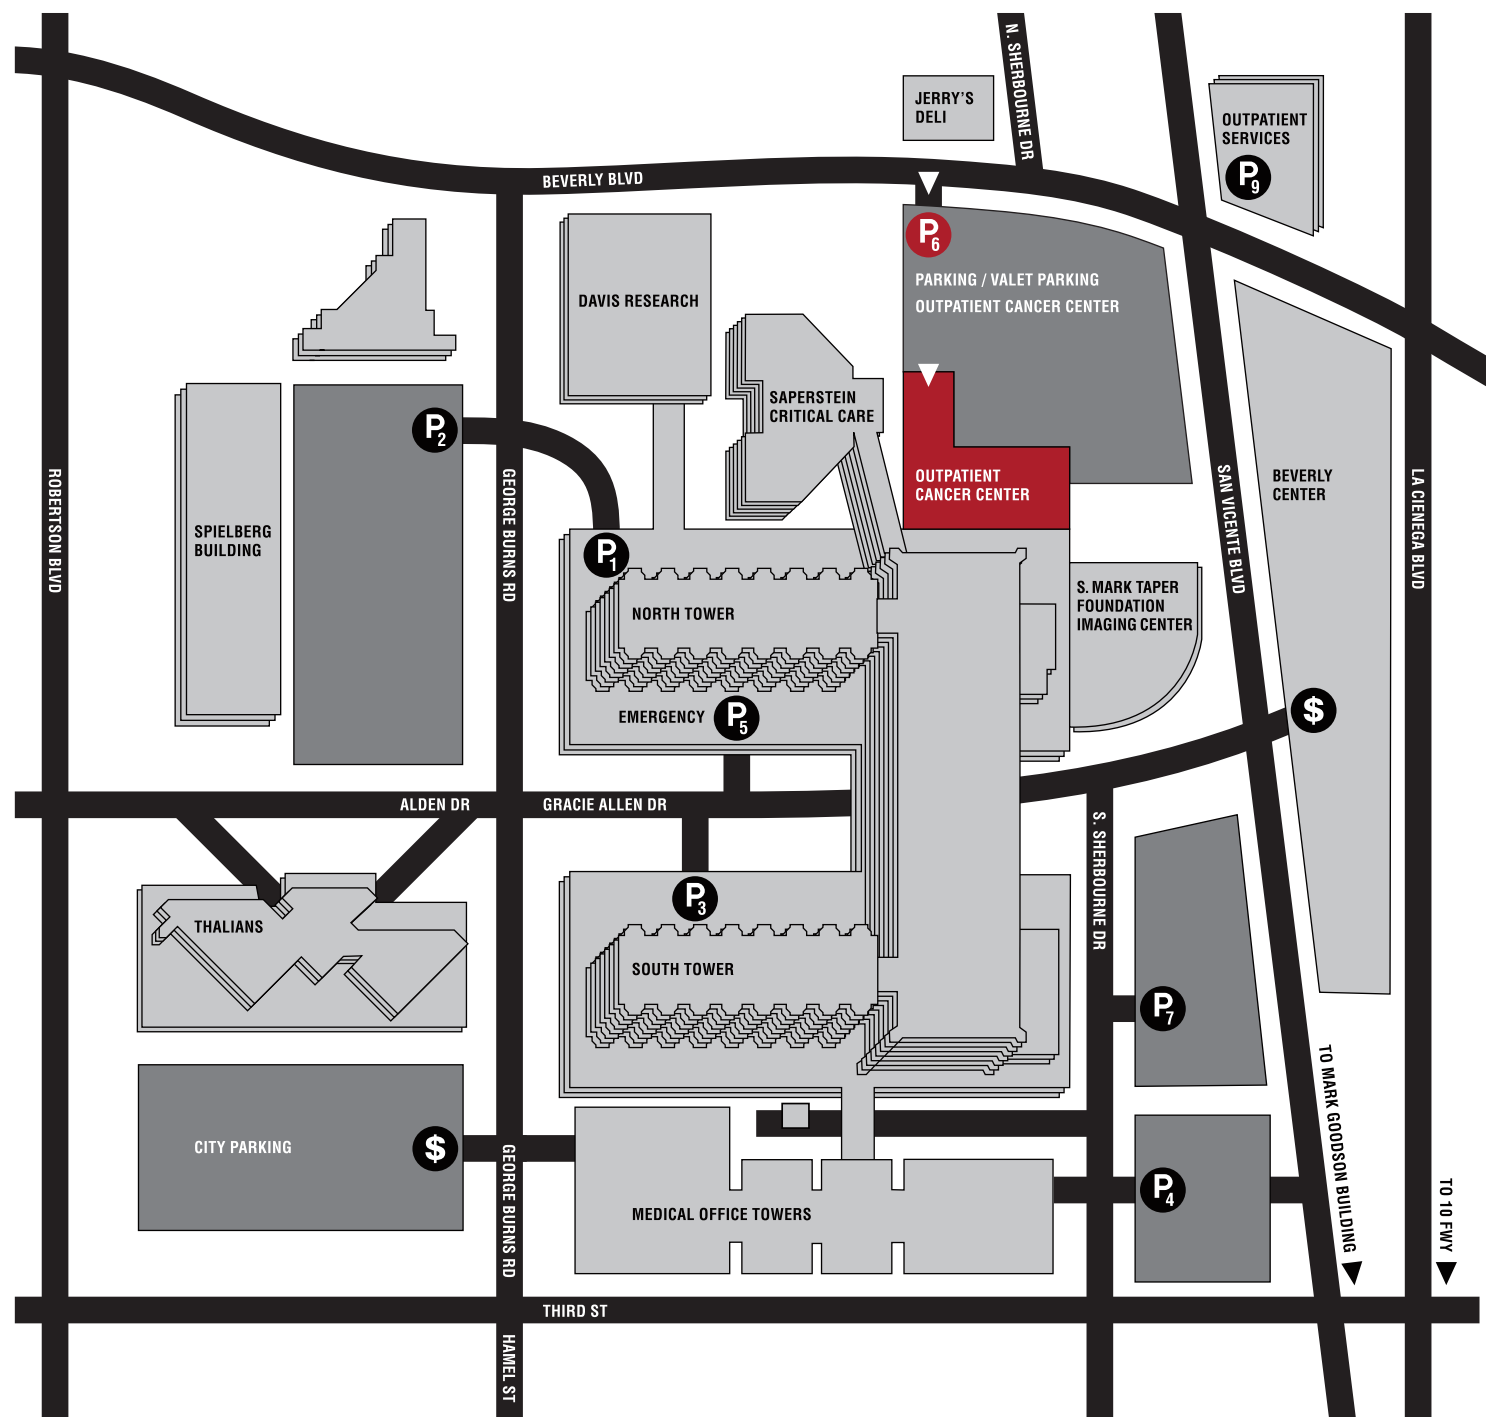 N. SHERBOURNE DR
JERRY'S
DELI
OUTPATIENT
SERVICES
P9
BEVERLY BLVD
P6
PARKING / VALET PARKING
OUTPATIENT CANCER CENTER
DAVIS RESEARCH
SAPERSTEIN
CRITICAL CARE
P2
OUTPATIENT
CANCER CENTER
BEVERLY
CENTER
ROBERTSON BLVD
GEORGE BURNS RD
SAN VICENTE BLVD
LA CIENEGA BLVD
SPIELBERG
BUILDING
P1
NORTH TOWER
S. MARK TAPER
FOUNDATION
IMAGING CENTER
EMERGENCY
P5
$
ALDEN DR
GRACIE ALLEN DR
S. SHERBOURNE DR
P3
THALIANS
SOUTH TOWER
P7
TO MARK GOODSON BUILDING
CITY PARKING
$
GEORGE BURNS RD
MEDICAL OFFICE TOWERS
P4
TO 10 FWY
THIRD ST
HAMEL ST